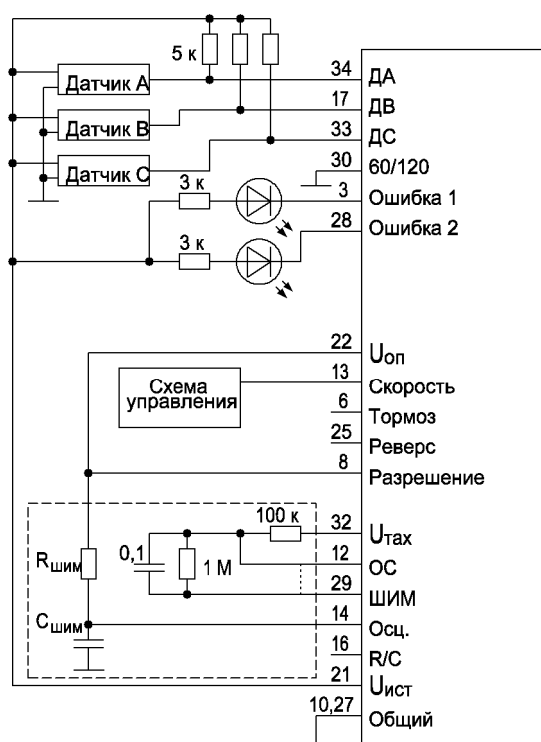 5 к
34
ДА
Датчик А
17
ДВ
Датчик В
33
ДС
Датчик С
30
60/120
3 к
3
Ошибка 1
28
Ошибка 2
3 к
22
Uоп
13
Скорость
Схема
управления
6
Тормоз
25
Реверс
8
Разрешение
100 к
32
Uтах
12
ОС
0,1
1 М
Rшим
29
ШИМ
Сшим
14
Осц.
16
R/C
21
Uист
10,27
Общий